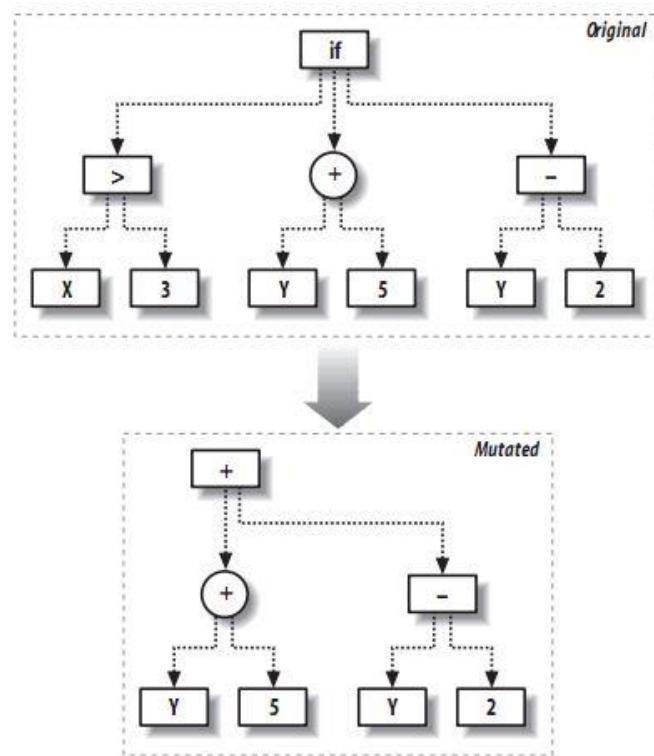 Original
if
> + -
X 3 Y 5 Y 2
Mutated
+
+ -
Y 5 Y 2